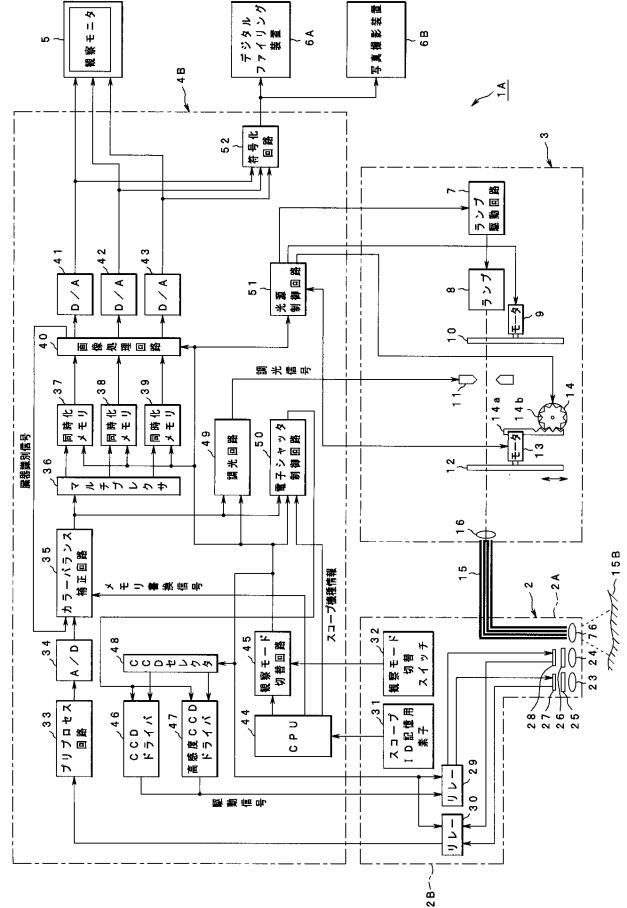 5
観察モニタ
デジタル
ファイリング
装置
6A
写真撮影装置
6B
4B
52
符号化
回路
1A
41
D/A
42
D/A
43
D/A
40
画像処理回路
51
光源
制御回路
3
7
ランプ
駆動回路
8
ランプ
臓器識別信号
37
同時化
メモリ
38
同時化
メモリ
39
同時化
メモリ
36
マルチプレクサ
調光信号
49
調光回路
50
電子シャッタ
制御回路
モータ
9
10
11
14a
14b
14
モータ
13
12
35
カラーバランス
補正回路
メモリ書換信号
スコープ機種情報
34
A/D
33
プリプロセス
回路
48
CCDセレクタ
46
CCD
ドライバ
47
高感度CCD
ドライバ
駆動信号
45
観察モード
切替回路
44
CPU
32
観察モード
切替
スイッチ
31
スコープ
ID記憶用
素子
リレー
29
リレー
30
2B
16
15
2
2A
15B
76
24
23
28
27
26
25